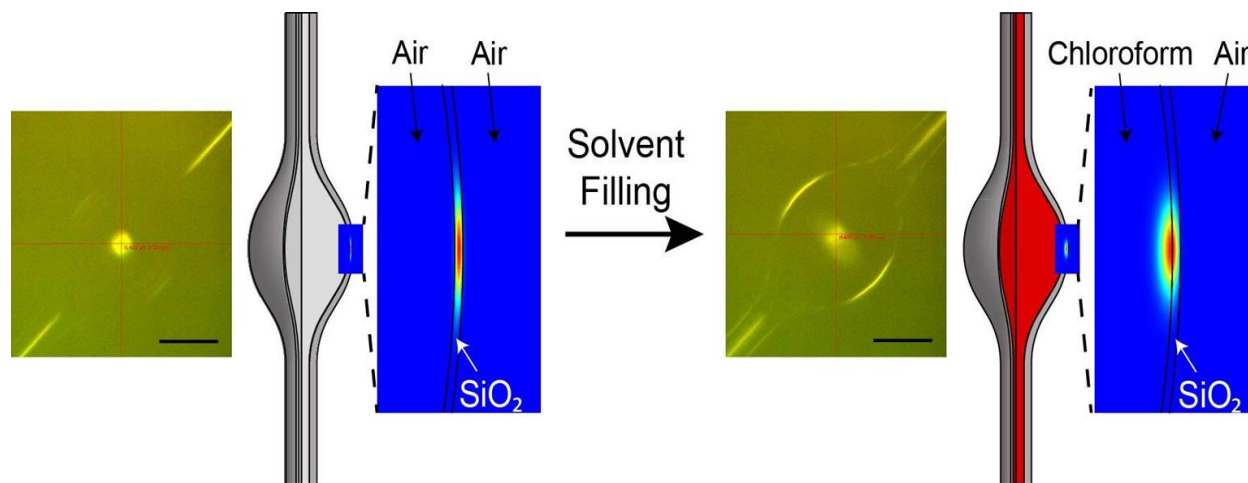 Air Air
Solvent
Filling
SiO₂
Chloroform Air
SiO₂